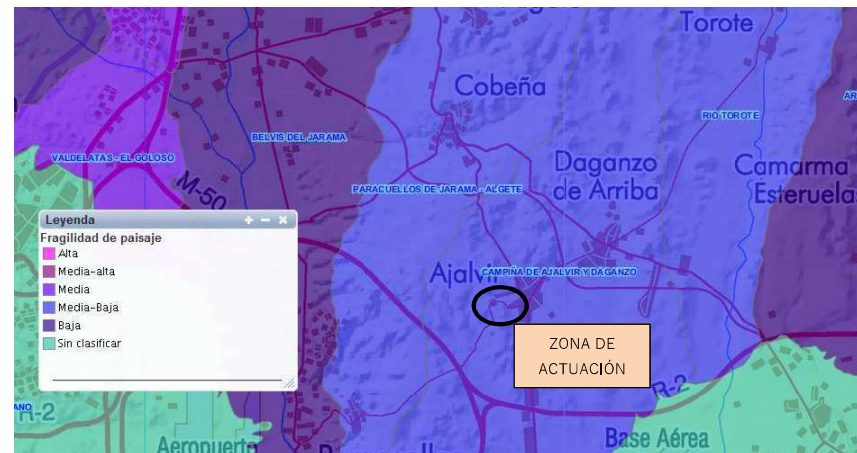 Torote
Cobeña
RIO TOROTE
BELVIS DEL JARAMA
VALDELATAS - EL GOLOSO
Daganzo
de Arriba
Camarma
Esteruela
M-50
PARACUELLOS DE JARAMA - ALGETE
Leyenda
Fragilidad de paisaje
Alta
Media-alta
Media
Media-Baja
Baja
Sin clasificar
Ajalvir
CAMPIÑA DE AJALVIR Y DAGANZO
ZONA DE
ACTUACIÓN
R-2
R-2
Aeropuerto
Base Aérea